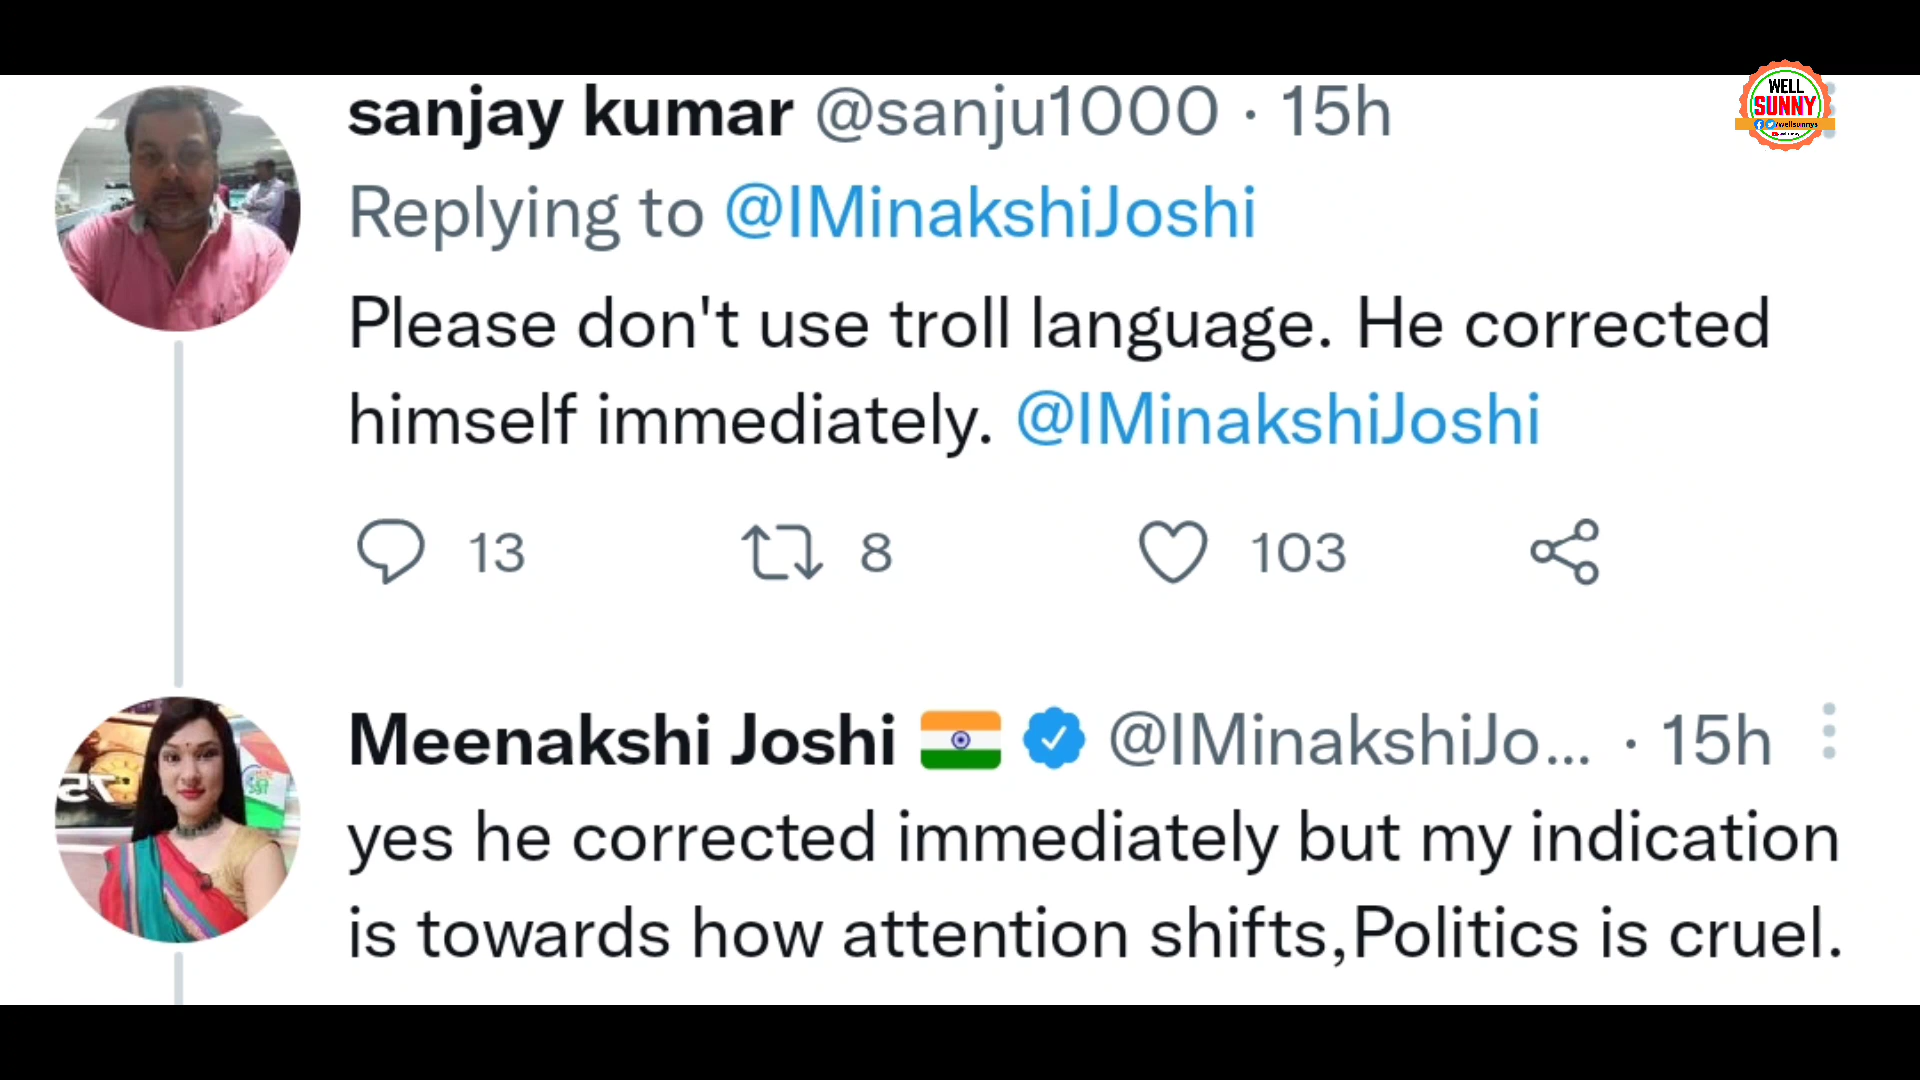 WELL
SUNNY
/wellsunnys
sanjay kumar @sanju1000 · 15h
Replying to @IMinakshiJoshi
Please don't use troll language. He corrected
himself immediately. @IMinakshiJoshi
13 8 103
Meenakshi Joshi @IMinakshiJo... · 15h
yes he corrected immediately but my indication
is towards how attention shifts,Politics is cruel.
75